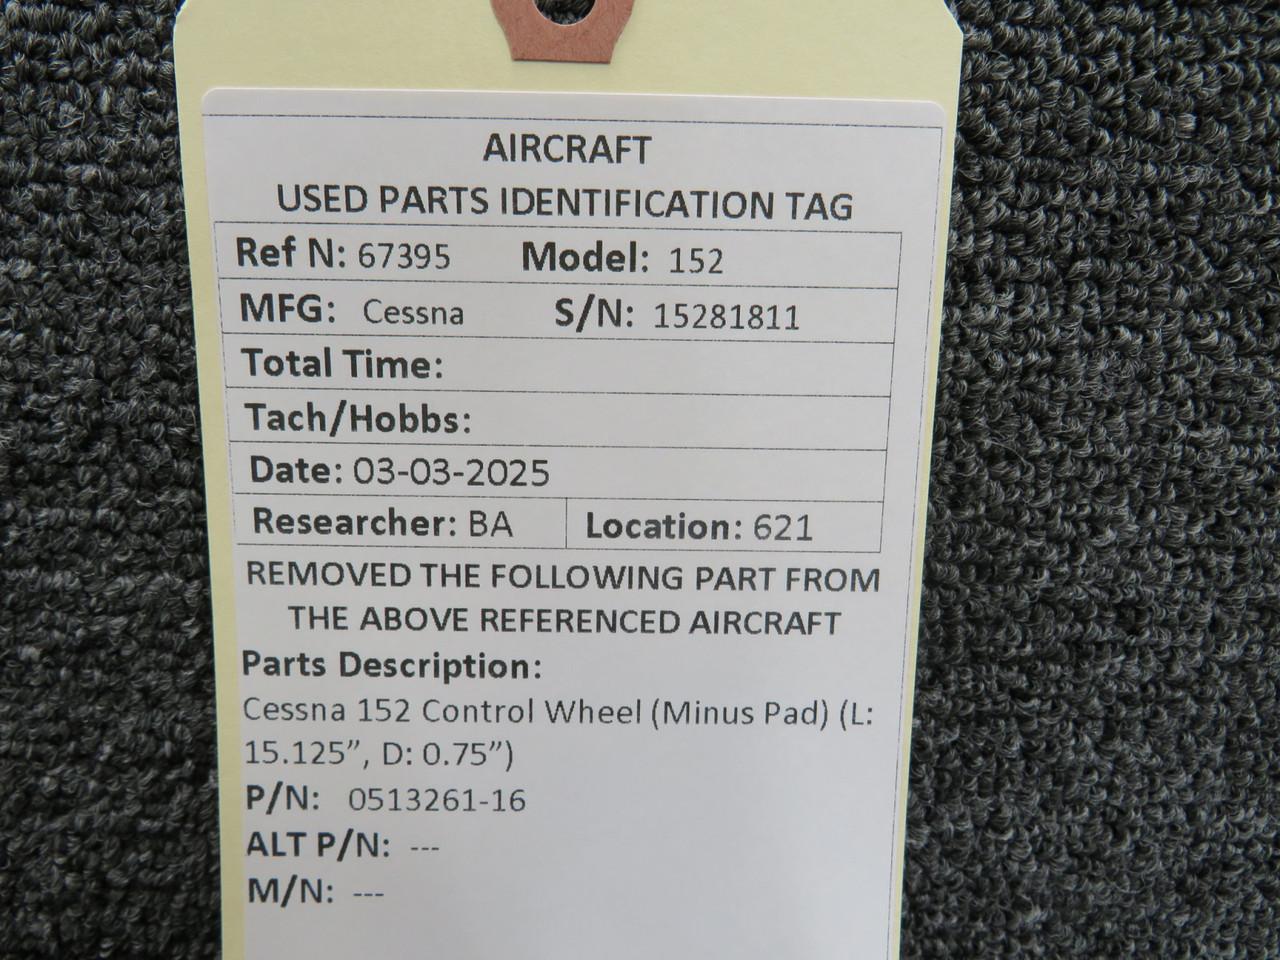 AIRCRAFT
USED PARTS IDENTIFICATION TAG
Ref N: 67395 Model: 152
MFG: Cessna S/N: 15281811
Total Time:
Tach/Hobbs:
Date: 03-03-2025
Researcher: BA Location: 621
REMOVED THE FOLLOWING PART FROM
THE ABOVE REFERENCED AIRCRAFT
Parts Description:
Cessna 152 Control Wheel (Minus Pad) (L:
15.125”, D: 0.75”)
P/N: 0513261-16
ALT P/N: ---
M/N: ---